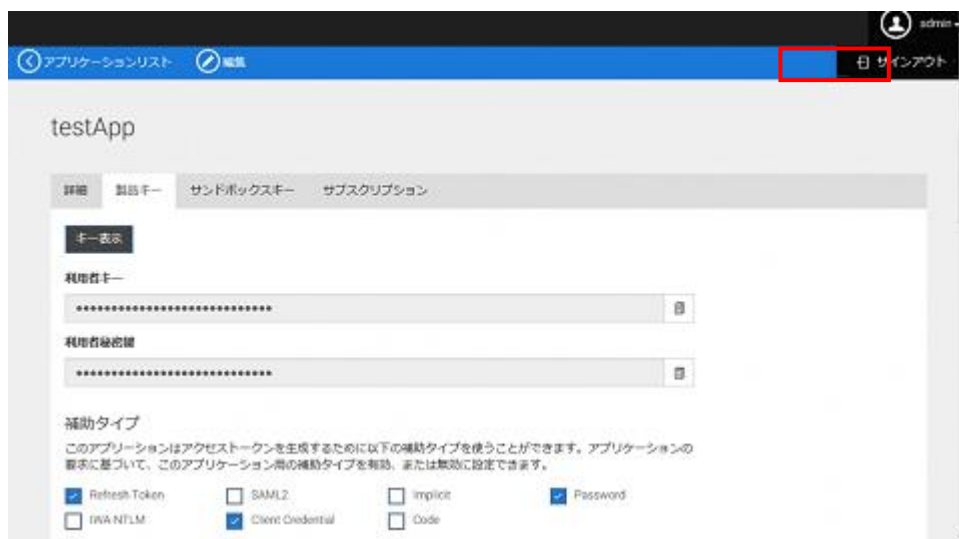 admin
アプリケーションリスト 編集
サインアウト
testApp
詳細 製品キー サンドボックスキー サブスクリプション
キー表示
利用者キー
••••••••••••••••••••••••••••
利用者秘密鍵
••••••••••••••••••••••••••••
補助タイプ
このアプリーションはアクセストークンを生成するために以下の補助タイプを使うことができます。アプリケーションの
要求に基づいて、このアプリケーション用の補助タイプを有効、または無効に設定できます。
Refresh Token SAML2 Implicit Password
IWA-NTLM Client Credential Code